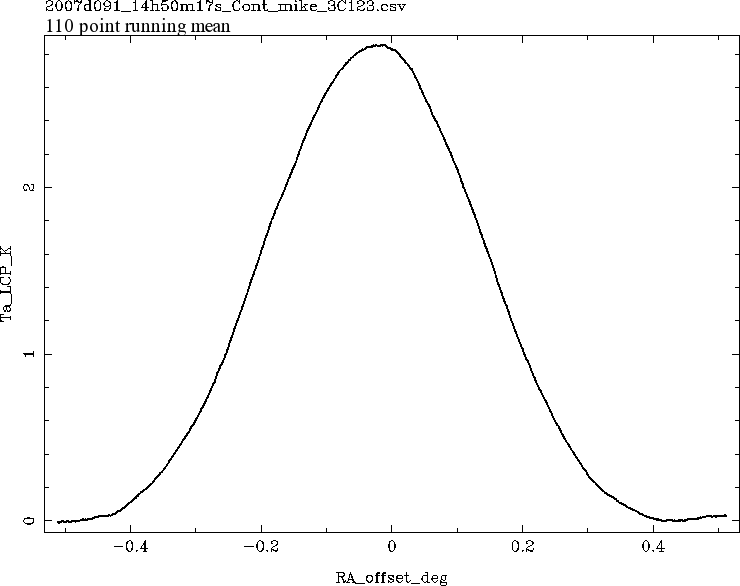 2007d091_14h50m17s_Cont_mike_3C123.csv
110 point running mean
Ta_LCP_K
2
1
0
-0.4 -0.2 0 0.2 0.4
RA_offset_deg